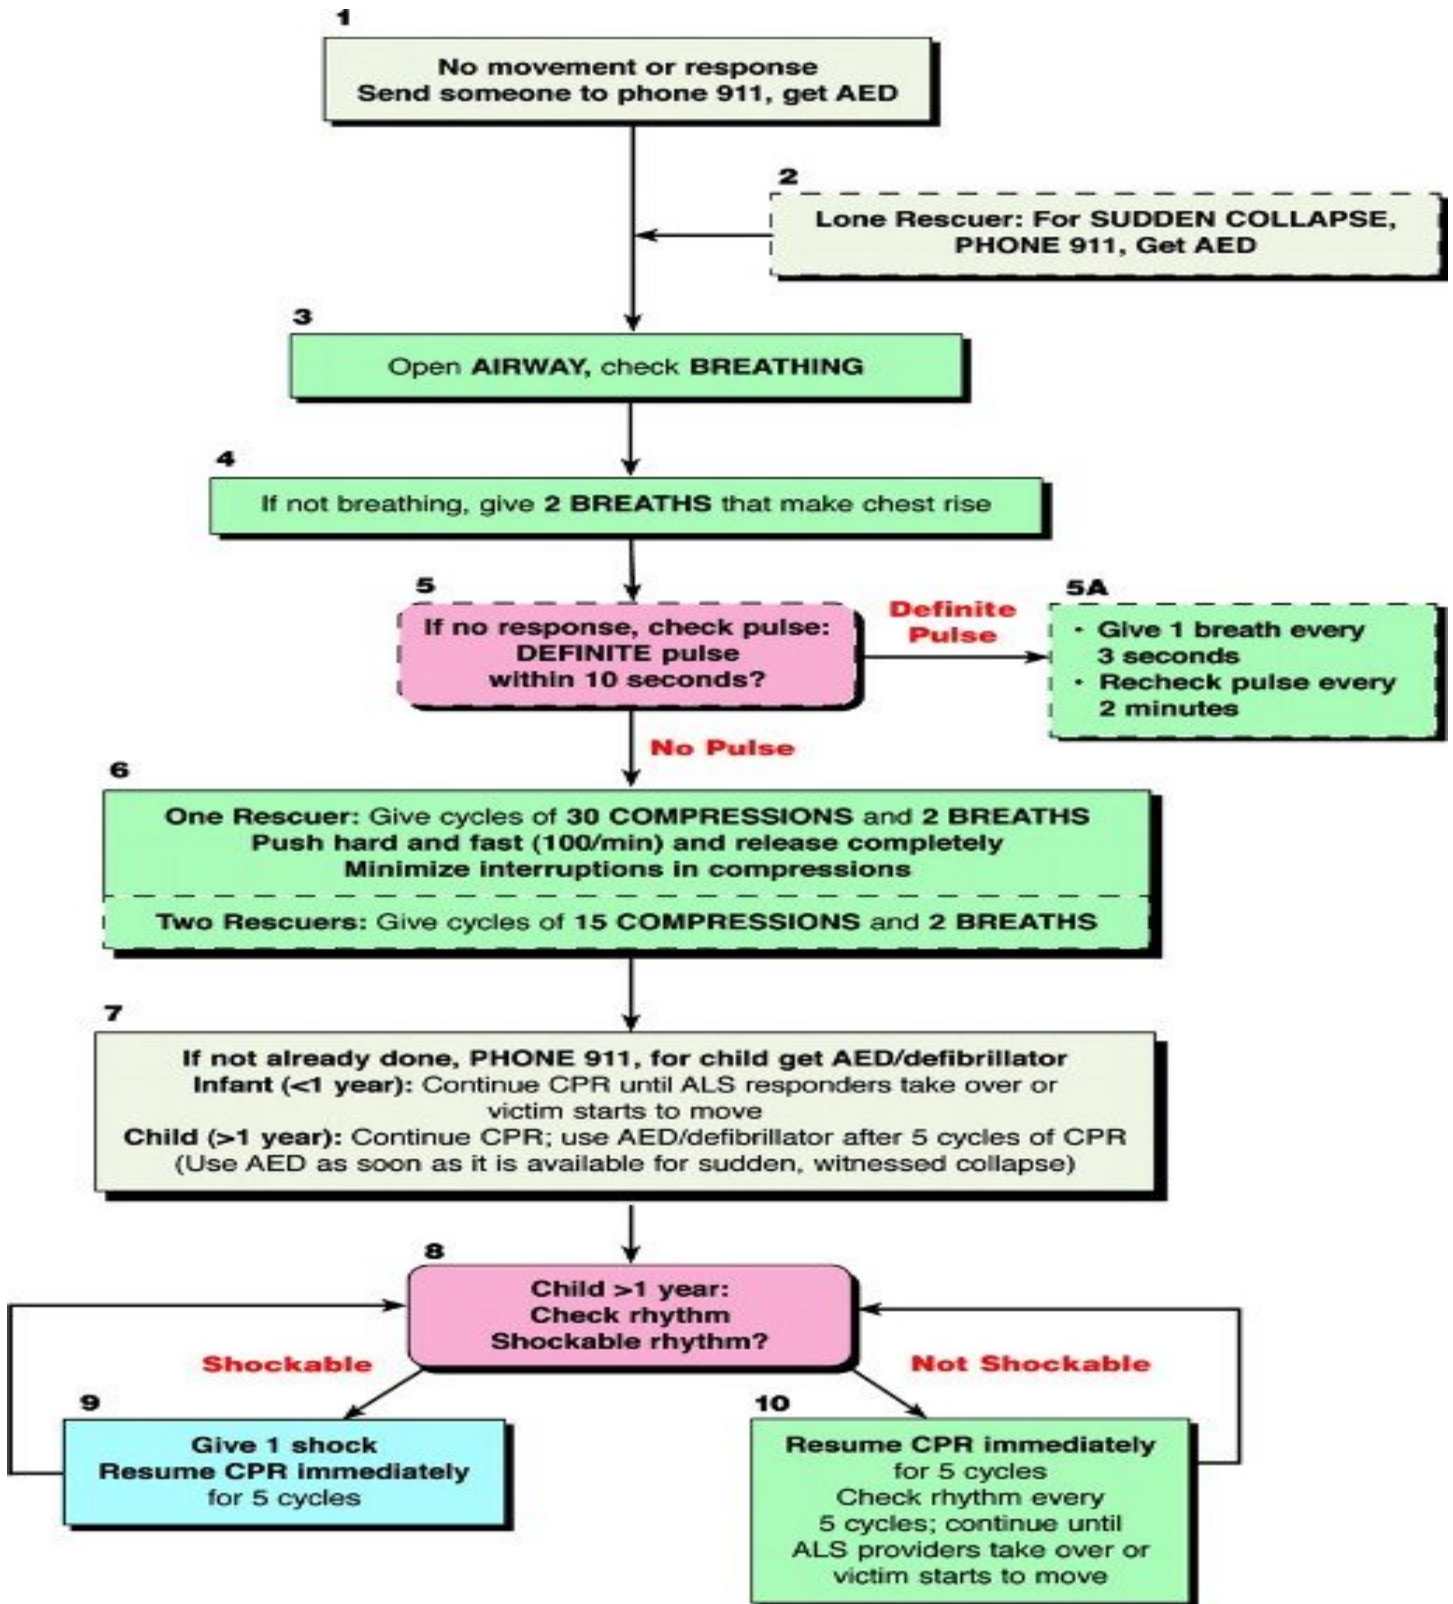 1
No movement or response
Send someone to phone 911, get AED
2
Lone Rescuer: For SUDDEN COLLAPSE,
PHONE 911, Get AED
3
Open AIRWAY, check BREATHING
4
If not breathing, give 2 BREATHS that make chest rise
5
If no response, check pulse:
DEFINITE pulse
within 10 seconds?
Definite
Pulse
5A
• Give 1 breath every
3 seconds
• Recheck pulse every
2 minutes
No Pulse
6
One Rescuer: Give cycles of 30 COMPRESSIONS and 2 BREATHS
Push hard and fast (100/min) and release completely
Minimize interruptions in compressions
Two Rescuers: Give cycles of 15 COMPRESSIONS and 2 BREATHS
7
If not already done, PHONE 911, for child get AED/defibrillator
Infant (<1 year): Continue CPR until ALS responders take over or
victim starts to move
Child (>1 year): Continue CPR; use AED/defibrillator after 5 cycles of CPR
(Use AED as soon as it is available for sudden, witnessed collapse)
8
Child >1 year:
Check rhythm
Shockable rhythm?
Shockable
Not Shockable
9
Give 1 shock
Resume CPR immediately
for 5 cycles
10
Resume CPR immediately
for 5 cycles
Check rhythm every
5 cycles; continue until
ALS providers take over or
victim starts to move